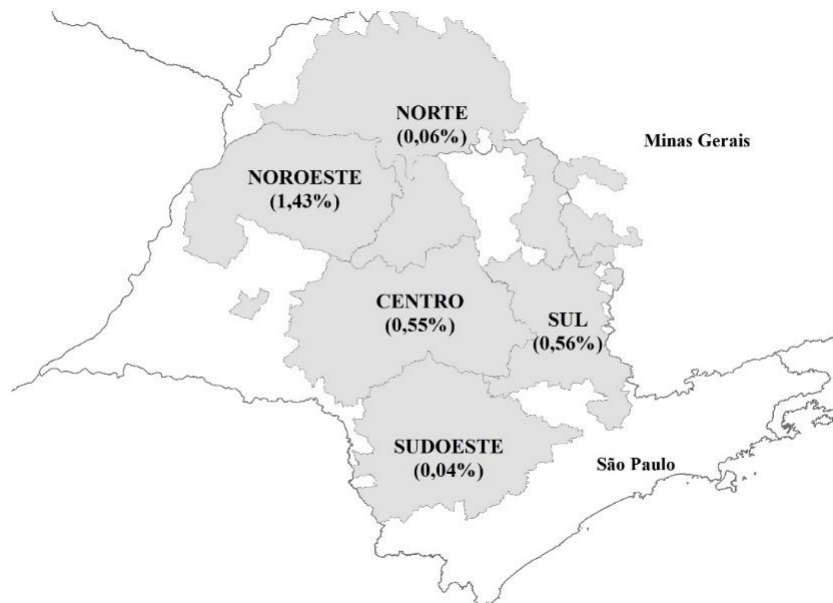 NORTE
(0,06%)
Minas Gerais
NOROESTE
(1,43%)
CENTRO
(0,55%)
SUL
(0,56%)
SUDOESTE
(0,04%)
São Paulo